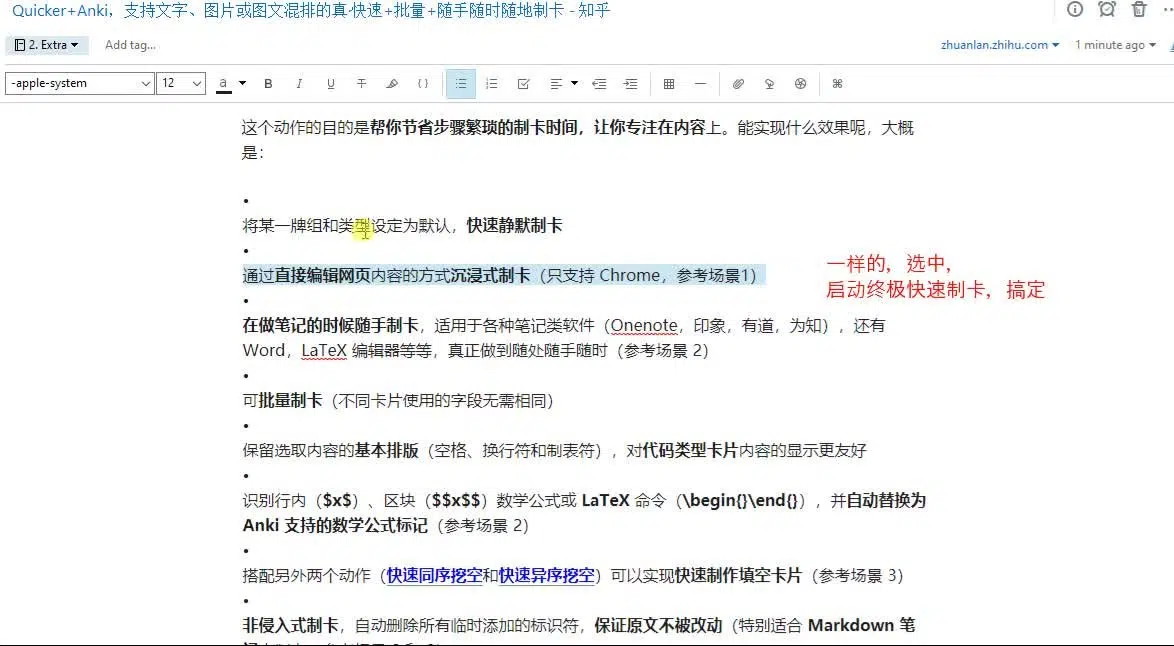 Quicker+Anki，支持文字、图片或图文混排的真·快速+批量+随手随时随地制卡 - 知乎
2. Extra
Add tag...
zhuanlan.zhihu.com
1 minute ago
-apple-system
12
a
B
I
U
T
{ }
这个动作的目的是帮你节省步骤繁琐的制卡时间，让你专注在内容上。能实现什么效果呢，大概
是：
•
将某一牌组和类型设定为默认，快速静默制卡
•
通过直接编辑网页内容的方式沉浸式制卡（只支持 Chrome，参考场景1）
一样的，选中，
启动终极快速制卡，搞定
•
在做笔记的时候随手制卡，适用于各种笔记类软件（Onenote，印象，有道，为知），还有
Word，LaTeX 编辑器等等，真正做到随处随手随时（参考场景 2）
•
可批量制卡（不同卡片使用的字段无需相同）
•
保留选取内容的基本排版（空格、换行符和制表符），对代码类型卡片内容的显示更友好
•
识别行内（$x$）、区块（$$x$$）数学公式或 LaTeX 命令（\begin{}\end{}），并自动替换为
Anki 支持的数学公式标记（参考场景 2）
•
搭配另外两个动作（快速同序挖空和快速异序挖空）可以实现快速制作填空卡片（参考场景 3）
•
非侵入式制卡，自动删除所有临时添加的标识符，保证原文不被改动（特别适合 Markdown 笔